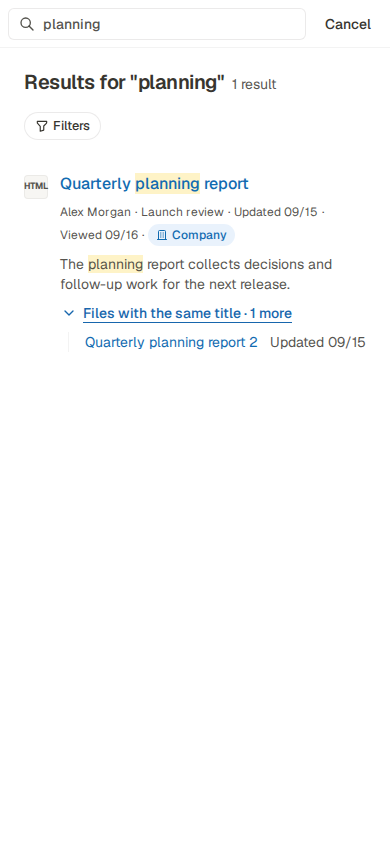 planning
Cancel
Results for "planning" 1 result
Filters
HTML
Quarterly planning report
Alex Morgan · Launch review · Updated 09/15 ·
Viewed 09/16 · Company
The planning report collects decisions and
follow-up work for the next release.
Files with the same title · 1 more
Quarterly planning report 2 Updated 09/15